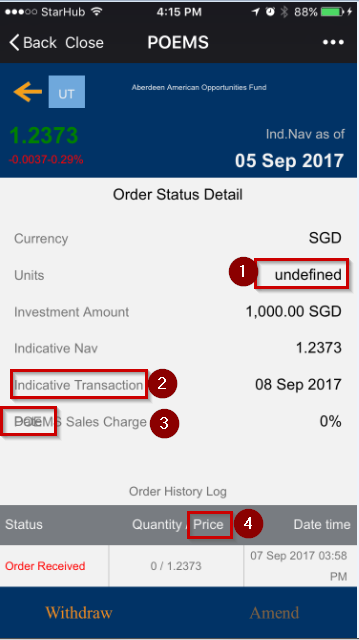 StarHub 4:15 PM 88%
Back Close POEMS •••
UT Aberdeen American Opportunities Fund
1.2373 Ind.Nav as of
-0.0037-0.29% 05 Sep 2017
Order Status Detail
Currency SGD
Units 1 undefined
Investment Amount 1,000.00 SGD
Indicative Nav 1.2373
Indicative Transaction 2 08 Sep 2017
Date
POEMS Sales Charge 3 0%
Order History Log
Status Quantity / Price 4 Date time
Order Received 0 / 1.2373 07 Sep 2017 03:58
PM
Withdraw Amend